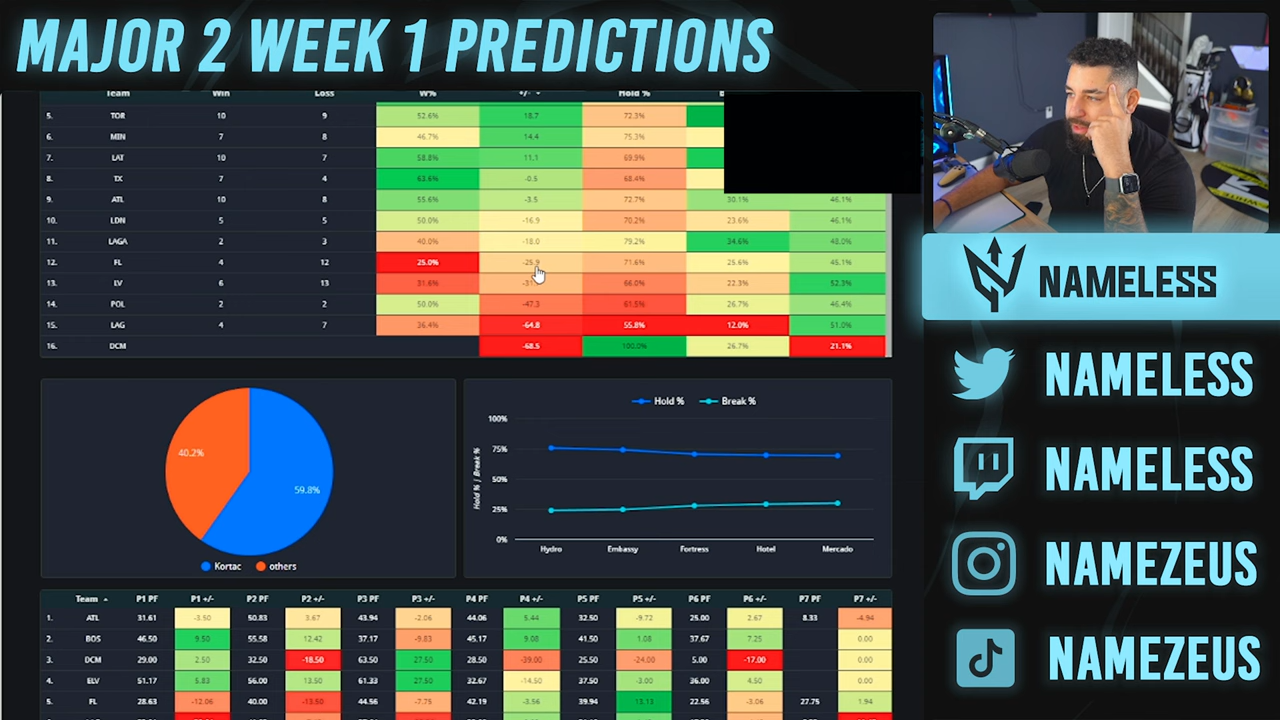 MAJOR 2 WEEK 1 PREDICTIONS
Team Win Loss W% +/- Hold %
5. TOR 10 9 52.6% 18.7 72.3%
6. MIN 7 8 46.7% 14.4 75.3%
7. LAT 10 7 58.8% 11.1 69.9%
8. TX 7 4 63.6% -0.5 68.4%
9. ATL 10 8 55.6% -3.5 72.7% 30.1% 46.1%
10. LDN 5 5 50.0% -16.9 70.2% 23.6% 46.1%
11. LAGA 2 3 40.0% -18.0 79.2% 34.6% 48.0%
12. FL 4 12 25.0% -25.9 71.6% 25.6% 45.1%
13. LV 6 13 31.6% 66.0% 22.3% 52.3%
14. POL 2 2 50.0% -47.3 61.5% 26.7% 46.4%
15. LAG 4 7 36.4% -64.8 55.8% 12.0% 51.0%
16. DCM -68.5 100.0% 26.7% 21.1%
40.2%
59.8%
Kortac others
Hold % Break %
Hold % | Break %
100%
75%
50%
25%
0%
Hydro Embassy Fortress Hotel Mercado
Team P1 PF P1 +/- P2 PF P2 +/- P3 PF P3 +/- P4 PF P4 +/- P5 PF P5 +/- P6 PF P6 +/- P7 PF P7 +/-
1. ATL 31.61 -3.50 50.83 3.67 43.94 -2.06 44.06 5.44 32.50 -9.72 25.00 2.67 8.33 -4.94
2. BOS 46.50 9.50 55.58 12.42 37.17 -9.83 45.17 9.08 41.50 1.08 37.67 7.25 0.00
3. DCM 29.00 2.50 32.50 -18.50 63.50 27.50 28.50 -39.00 25.50 -24.00 5.00 -17.00 0.00
4. ELV 51.17 5.83 56.00 13.50 61.33 27.50 32.67 -14.50 37.50 -3.00 36.00 4.50 0.00
5. FL 28.63 -12.06 40.00 -13.50 44.56 -7.75 42.19 -3.56 39.94 13.13 22.56 -3.06 27.75 1.94
NAMELESS
NAMELESS
NAMELESS
NAMEZEUS
NAMEZEUS